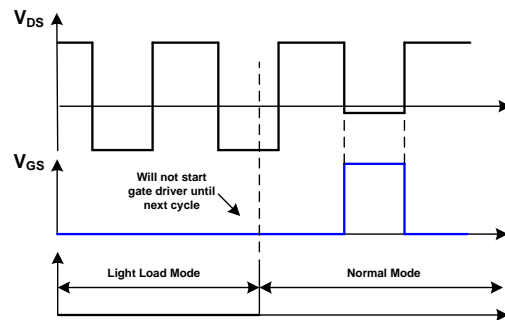 VDS
VGS
Will not start
gate driver until
next cycle
Light Load Mode
Normal Mode